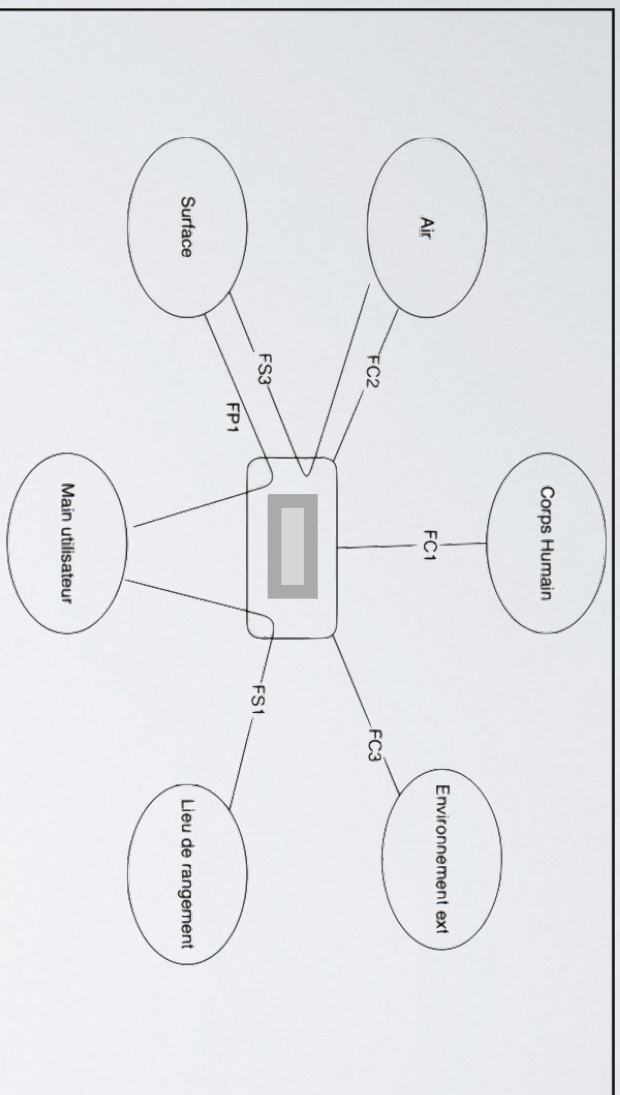 Corps Humain
Air
Environnement ext
FC1
FC2
FC3
FS3
FS1
FP1
Surface
Lieu de rangement
Main utilisateur